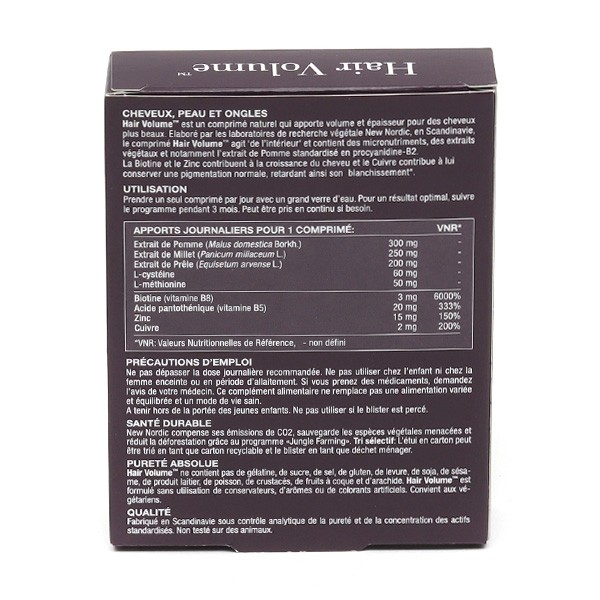 Hair Volume™
CHEVEUX, PEAU ET ONGLES
Hair Volume™ est un comprimé naturel qui apporte volume et épaisseur pour des cheveux
plus beaux. Elaboré par les laboratoires de recherche végétale New Nordic, en Scandinavie,
le comprimé Hair Volume™ agit 'de l'intérieur' et contient des micronutriments, des extraits
végétaux et notamment l'extrait de Pomme standardisé en procyanidine-B2.
La Biotine et le Zinc contribuent à la croissance du cheveu et le Cuivre contribue à lui
conserver une pigmentation normale, retardant ainsi son blanchissement".
UTILISATION
Prendre un seul comprimé par jour avec un grand verre d'eau. Pour un résultat optimal, suivre
le programme pendant 3 mois. Peut être pris en continu si besoin.
APPORTS JOURNALIERS POUR 1 COMPRIMÉ: VNR*
Extrait de Pomme (Malus domestica Borkh.) 300 mg -
Extrait de Millet (Panicum miliaceum L.) 250 mg -
Extrait de Prêle (Equisetum arvense L.) 200 mg -
L-cystéine 60 mg -
L-méthionine 50 mg -
Biotine (vitamine B8) 3 mg 6000%
Acide pantothénique (vitamine B5) 20 mg 333%
Zinc 15 mg 150%
Cuivre 2 mg 200%
*VNR: Valeurs Nutritionnelles de Référence, - non défini
PRÉCAUTIONS D'EMPLOI
Ne pas dépasser la dose journalière recommandée. Ne pas utiliser chez l'enfant ni chez la
femme enceinte ou en période d'allaitement. Si vous prenez des médicaments, demandez
l'avis de votre médecin. Ce complément alimentaire ne remplace pas une alimentation variée
et équilibrée et un mode de vie sain.
A tenir hors de la portée des jeunes enfants. Ne pas utiliser si le blister est percé.
SANTÉ DURABLE
New Nordic compense ses émissions de CO2, sauvegarde les espèces végétales menacées et
réduit la déforestation grâce au programme «Jungle Farming». Tri sélectif: L'étui en carton peut
être trié en tant que carton recyclable et le blister en tant que déchet ménager.
PURETÉ ABSOLUE
Hair Volume™ ne contient pas de gélatine, de sucre, de sel, de gluten, de levure, de soja, de sésa-
me, de produit laitier, de poisson, de crustacés, de fruits à coque et d'arachide. Hair Volume™ est
formulé sans utilisation de conservateurs, d'arômes ou de colorants artificiels. Convient aux vé-
gétariens.
QUALITÉ
Fabriqué en Scandinavie sous contrôle analytique de la pureté et de la concentration des actifs
standardisés. Non testé sur des animaux.